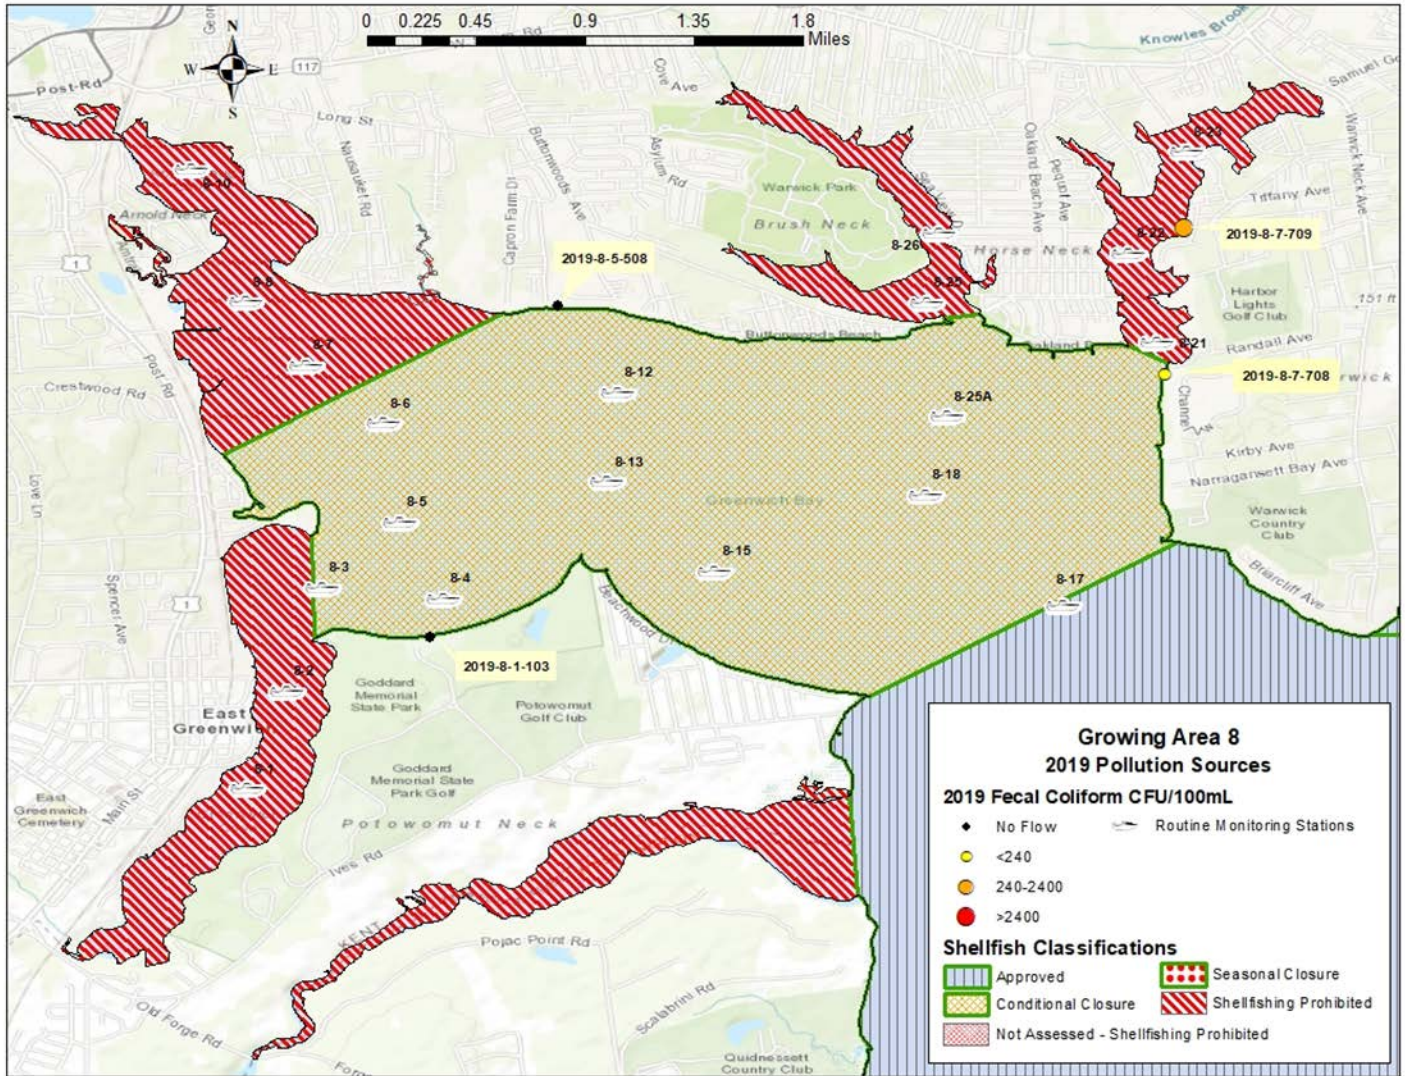 0 0.225 0.45 0.9 1.35 1.8
Miles
N
W E
S
117
Post Rd
Long St
Nausauket Rd
Buttonwoods Ave
Capron Farm Dr
Asylum Rd
Cove Ave
Knowles Brook
Warwick Park
Brush Neck
Oakland Beach Ave
Pequot Ave
Horse Neck
Tiffany Ave
Warwick Neck Ave
8-23
8-10
Arnold Neck
8-22
2019-8-7-709
8-26
2019-8-5-508
1
8-8
8-25
Harbor
Lights
Golf Club
151 ft
Buttonwoods Beach
8-21
Randall Ave
8-7
Post Rd
Crestwood Rd
8-12
2019-8-7-708
8-6
8-25A
Channel
Kirby Ave
Narragansett Bay Ave
8-13
8-18
Love Ln
8-5
Greenwich Bay
Warwick
Country
Club
8-15
8-3
8-4
8-17
Briarcliff Ave
Spencer Ave
1
Beachwood Dr
2019-8-1-103
8-2
Goddard
Memorial
State Park
East
Greenwi
Potowomut
Golf Club
8-1
Goddard
Memorial State
Park Golf
East
Greenwich
Cemetery
Main St
Potowomut Neck
Ives Rd
KENT
Pojac Point Rd
Old Forge Rd
Scalabrini Rd
Quidnessett
Country Club
Growing Area 8
2019 Pollution Sources
2019 Fecal Coliform CFU/100mL
No Flow Routine Monitoring Stations
<240
240-2400
>2400
Shellfish Classifications
Approved Seasonal Closure
Conditional Closure Shellfishing Prohibited
Not Assessed - Shellfishing Prohibited